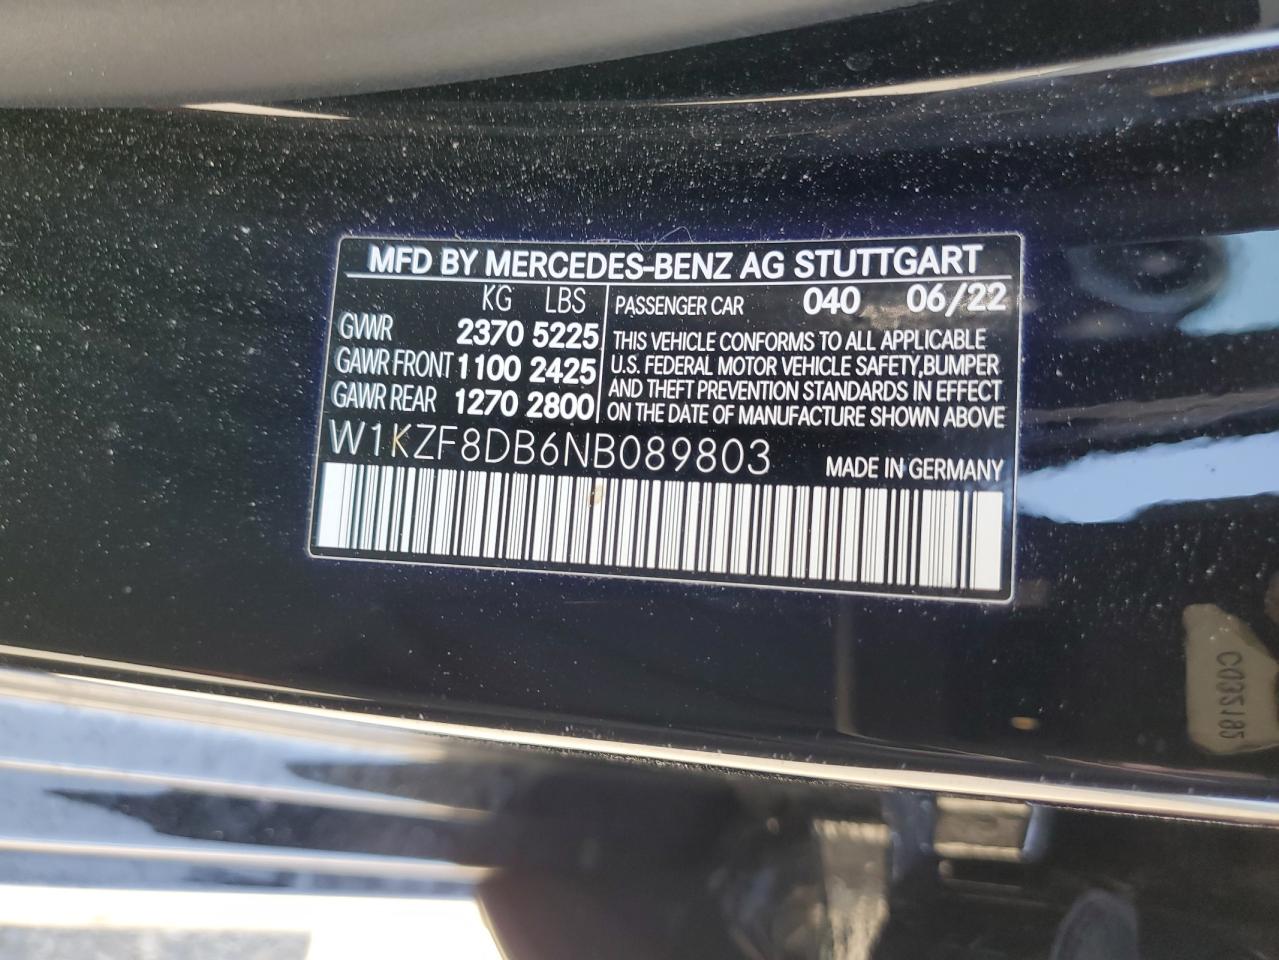 MFD BY MERCEDES-BENZ AG STUTTGART
KG LBS
GVWR 2370 5225
GAWR FRONT 1100 2425
GAWR REAR 1270 2800
PASSENGER CAR 040 06/22
THIS VEHICLE CONFORMS TO ALL APPLICABLE
U.S. FEDERAL MOTOR VEHICLE SAFETY,BUMPER
AND THEFT PREVENTION STANDARDS IN EFFECT
ON THE DATE OF MANUFACTURE SHOWN ABOVE
W1KZF8DB6NB089803
MADE IN GERMANY